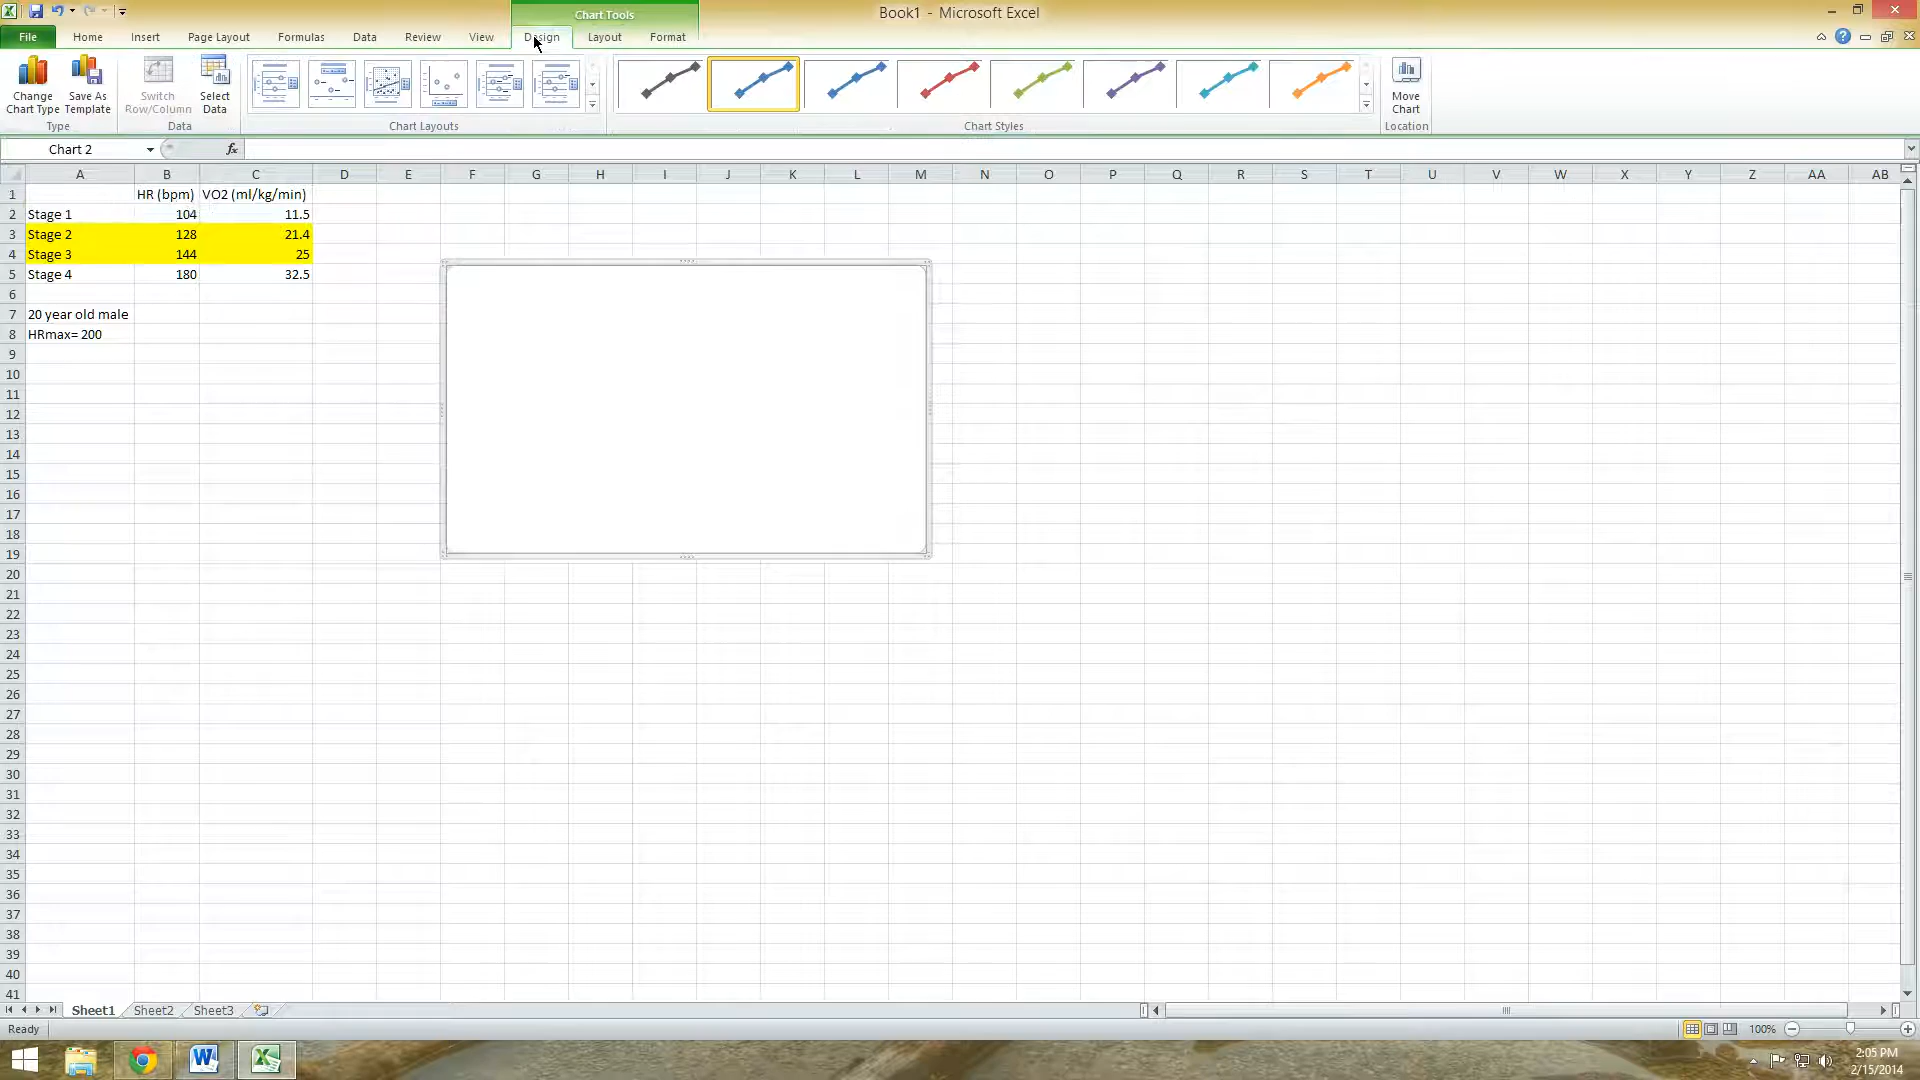 Chart Tools
Book1 - Microsoft Excel
File Home Insert Page Layout Formulas Data Review View Design Layout Format
Change Chart Type
Save As Template
Switch Row/Column
Select Data
Move Chart
Type Data Chart Layouts Chart Styles Location
Chart 2 fx
A B C D E F G H I J K L M N O P Q R S T U V W X Y Z AA AB
1 HR (bpm) VO2 (ml/kg/min)
2 Stage 1 104 11.5
3 Stage 2 128 21.4
4 Stage 3 144 25
5 Stage 4 180 32.5
6
7 20 year old male
8 HRmax= 200
9
10
11
12
13
14
15
16
17
18
19
20
21
22
23
24
25
26
27
28
29
30
31
32
33
34
35
36
37
38
39
40
41
Sheet1 Sheet2 Sheet3
Ready 100%
2:05 PM
2/15/2014